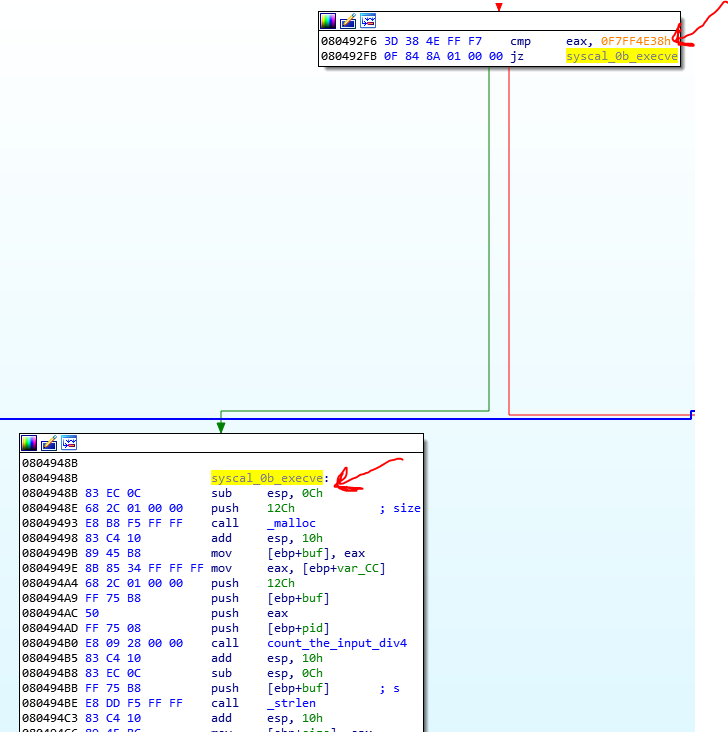 080492F6 3D 38 4E FF F7 cmp eax, 0F7FF4E38h
080492FB 0F 84 8A 01 00 00 jz syscal_0b_execve
0804948B
0804948B syscal_0b_execve:
0804948B 83 EC 0C sub esp, 0Ch
0804948E 68 2C 01 00 00 push 12Ch ; size
08049493 E8 B8 F5 FF FF call _malloc
08049498 83 C4 10 add esp, 10h
0804949B 89 45 B8 mov [ebp+buf], eax
0804949E 8B 85 34 FF FF FF mov eax, [ebp+var_CC]
080494A4 68 2C 01 00 00 push 12Ch
080494A9 FF 75 B8 push [ebp+buf]
080494AC 50 push eax
080494AD FF 75 08 push [ebp+pid]
080494B0 E8 09 28 00 00 call count_the_input_div4
080494B5 83 C4 10 add esp, 10h
080494B8 83 EC 0C sub esp, 0Ch
080494BB FF 75 B8 push [ebp+buf] ; s
080494BE E8 DD F5 FF FF call _strlen
080494C3 83 C4 10 add esp, 10h